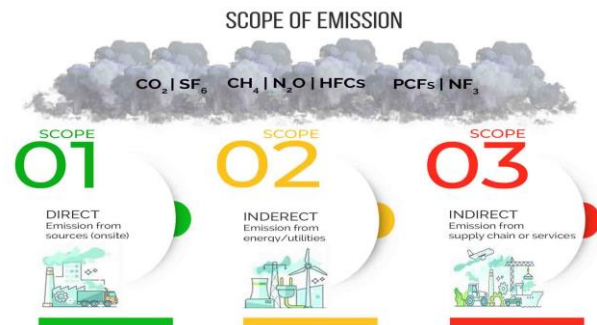 SCOPE OF EMISSION
CO₂ | SF₆ CH₄ | N₂O | HFCs PCFs | NF₃
SCOPE
01
DIRECT
Emission from
sources (onsite)
SCOPE
02
INDERECT
Emission from
energy/utilities
SCOPE
03
INDIRECT
Emission from
supply chain or services